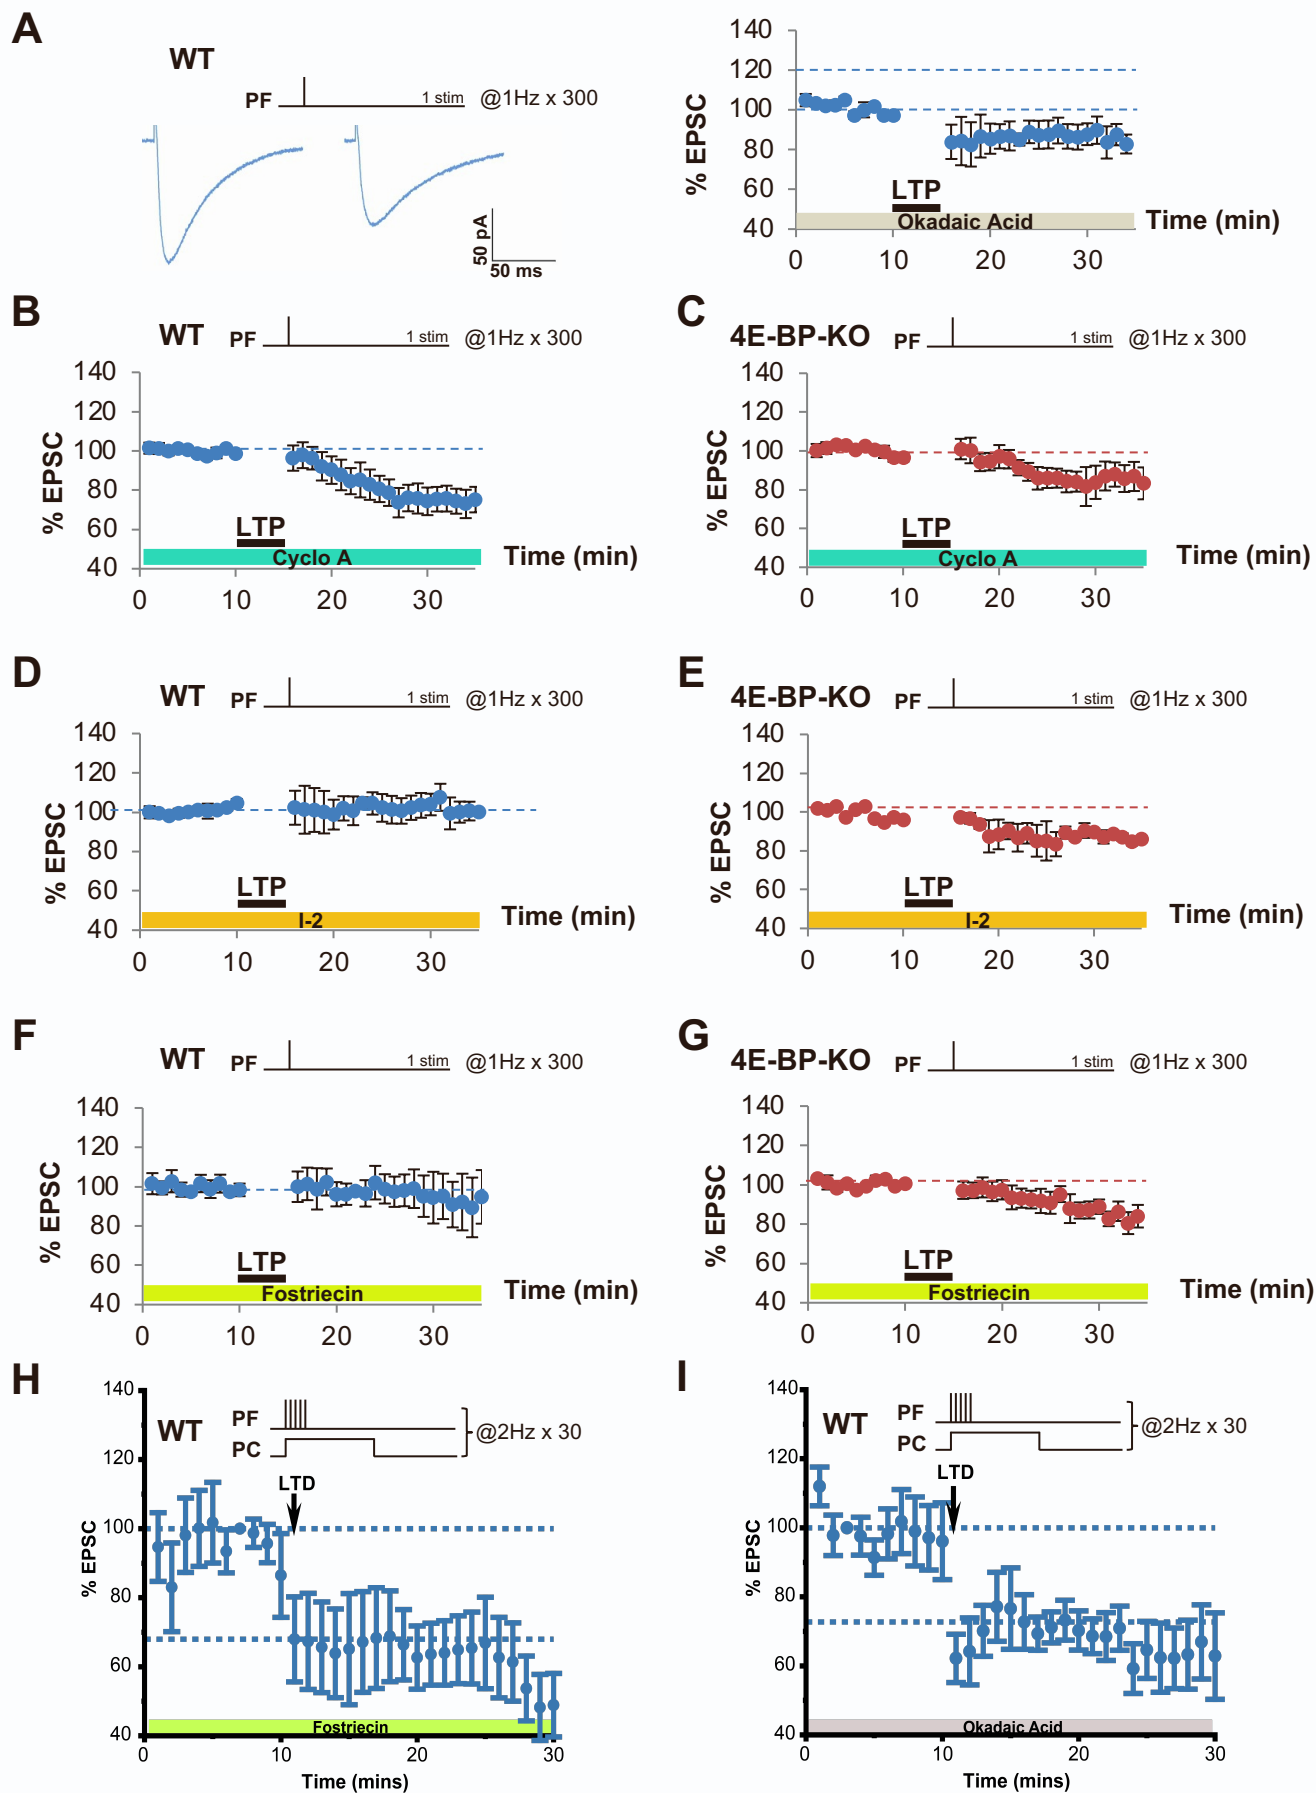 A
WT
PF 1 stim @1Hz x 300
50 pA
50 ms
% EPSC
140
120
100
80
60
40
LTP
Okadaic Acid
Time (min)
0 10 20 30
B
WT
PF 1 stim @1Hz x 300
% EPSC
140
120
100
80
60
40
LTP
Cyclo A
Time (min)
0 10 20 30
C
4E-BP-KO
PF 1 stim @1Hz x 300
% EPSC
140
120
100
80
60
40
LTP
Cyclo A
Time (min)
0 10 20 30
D
WT
PF 1 stim @1Hz x 300
% EPSC
140
120
100
80
60
40
LTP
I-2
Time (min)
0 10 20 30
E
4E-BP-KO
PF 1 stim @1Hz x 300
% EPSC
140
120
100
80
60
40
LTP
I-2
Time (min)
0 10 20 30
F
WT
PF 1 stim @1Hz x 300
% EPSC
140
120
100
80
60
40
LTP
Fostriecin
Time (min)
0 10 20 30
G
4E-BP-KO
PF 1 stim @1Hz x 300
% EPSC
140
120
100
80
60
40
LTP
Fostriecin
Time (min)
0 10 20 30
H
WT
PF
PC
@2Hz x 30
LTD
% EPSC
140
120
100
80
60
40
Fostriecin
0 10 20 30
Time (mins)
I
WT
PF
PC
@2Hz x 30
LTD
% EPSC
140
120
100
80
60
40
Okadaic Acid
0 10 20 30
Time (mins)